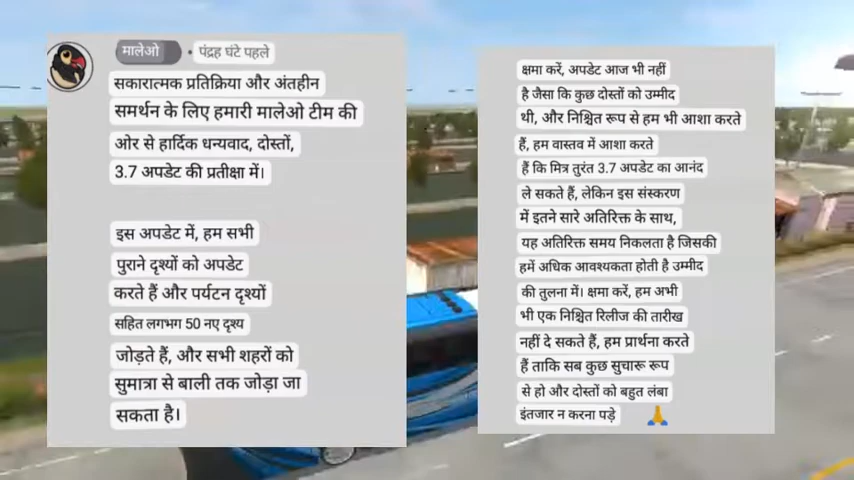 मालेओ • पंद्रह घंटे पहले
सकारात्मक प्रतिक्रिया और अंतहीन
समर्थन के लिए हमारी मालेओ टीम की
ओर से हार्दिक धन्यवाद, दोस्तों,
3.7 अपडेट की प्रतीक्षा में।
इस अपडेट में, हम सभी
पुराने दृश्यों को अपडेट
करते हैं और पर्यटन दृश्यों
सहित लगभग 50 नए दृश्य
जोड़ते हैं, और सभी शहरों को
सुमात्रा से बाली तक जोड़ा जा
सकता है।
क्षमा करें, अपडेट आज भी नहीं
है जैसा कि कुछ दोस्तों को उम्मीद
थी, और निश्चित रूप से हम भी आशा करते
हैं, हम वास्तव में आशा करते
हैं कि मित्र तुरंत 3.7 अपडेट का आनंद
ले सकते हैं, लेकिन इस संस्करण
में इतने सारे अतिरिक्त के साथ,
यह अतिरिक्त समय निकलता है जिसकी
हमें अधिक आवश्यकता होती है उम्मीद
की तुलना में। क्षमा करें, हम अभी
भी एक निश्चित रिलीज की तारीख
नहीं दे सकते हैं, हम प्रार्थना करते
हैं ताकि सब कुछ सुचारू रूप
से हो और दोस्तों को बहुत लंबा
इंतजार न करना पड़े 🙏